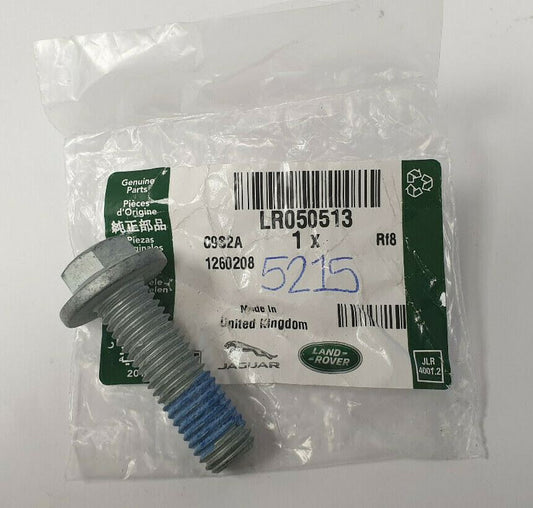 Genuine
Parts
Pièces
d'Origine
純正部品
Piezas
LR050513
C9S2A
1 X
Rf8
1260208
5215
Made in
United Kingdom
JAGUAR
LAND-
ROVER
JLR
4001.2